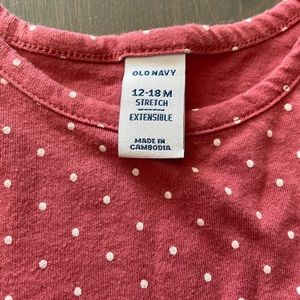 OLD NAVY
12-18 M
STRETCH
EXTENSIBLE
MADE IN
CAMBODIA